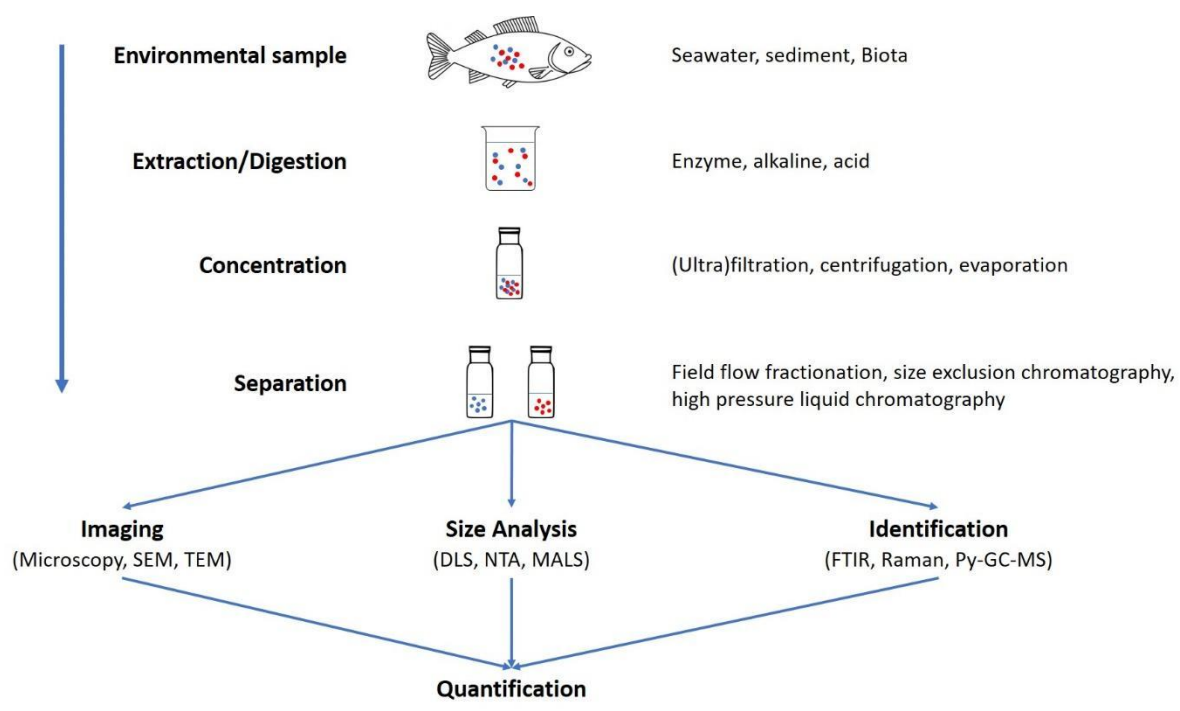 Environmental sample
Seawater, sediment, Biota
Extraction/Digestion
Enzyme, alkaline, acid
Concentration
(Ultra)filtration, centrifugation, evaporation
Separation
Field flow fractionation, size exclusion chromatography,
high pressure liquid chromatography
Imaging
(Microscopy, SEM, TEM)
Size Analysis
(DLS, NTA, MALS)
Identification
(FTIR, Raman, Py-GC-MS)
Quantification